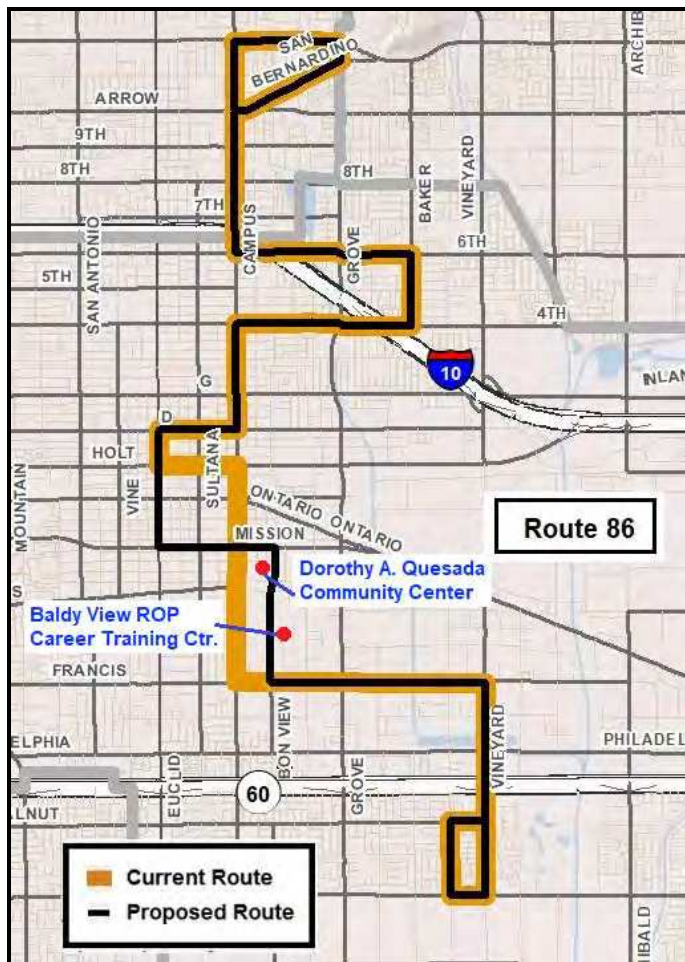 SAN
BERNARDINO
ARCHIB
ARROW
9TH
8TH
8TH
7TH
SAN ANTONIO
CAMPUS
GROVE
BAKER
VINEYARD
6TH
5TH
4TH
10
INLAN
G
D
HOLT
SULTANA
VINE
MOUNTAIN
ONTARIO ONTARIO
MISSION
Route 86
Dorothy A. Quesada
Community Center
S
Baldy View ROP
Career Training Ctr.
FRANCIS
BON VIEW
VINEYARD
ELPHIA
PHILADEL
EUCLID
GROVE
60
ALNUT
Current Route
Proposed Route
HIBALD